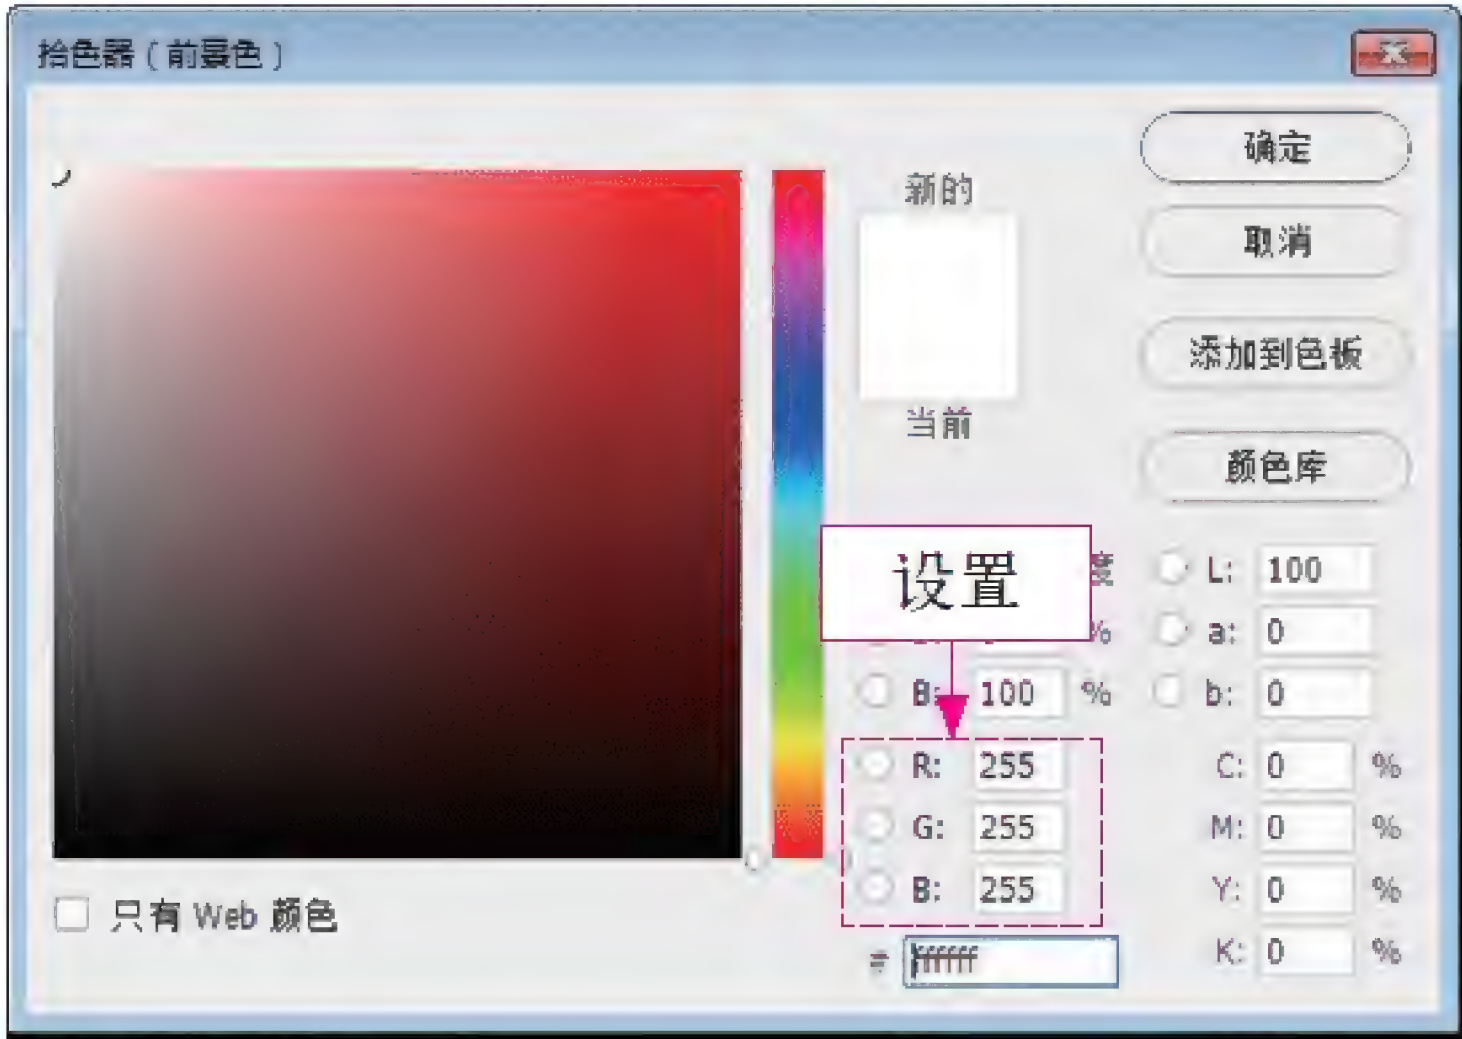 拾色器（前景色）
确定
取消
添加到色板
颜色库
新的
当前
设置
度
L: 100
%
a: 0
B: 100 %
b: 0
R: 255
C: 0 %
G: 255
M: 0 %
B: 255
Y: 0 %
# ffffff
K: 0 %
只有 Web 颜色